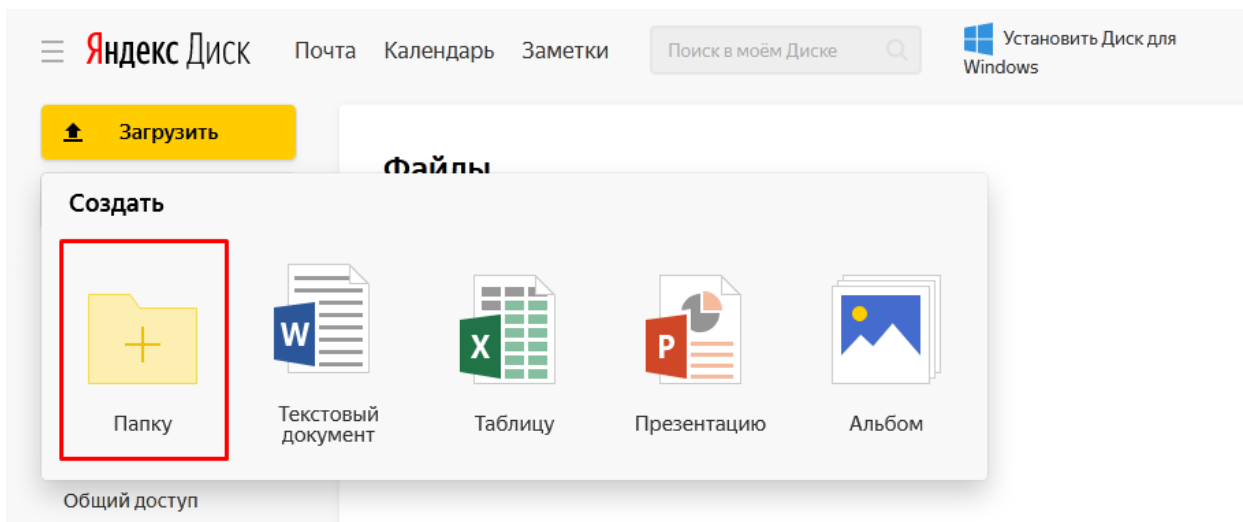 Яндекс Диск Почта Календарь Заметки Поиск в моём Диске Установить Диск для
Windows
Загрузить
Файлы
Создать
W X P
Папку Текстовый
документ Таблицу Презентацию Альбом
Общий доступ